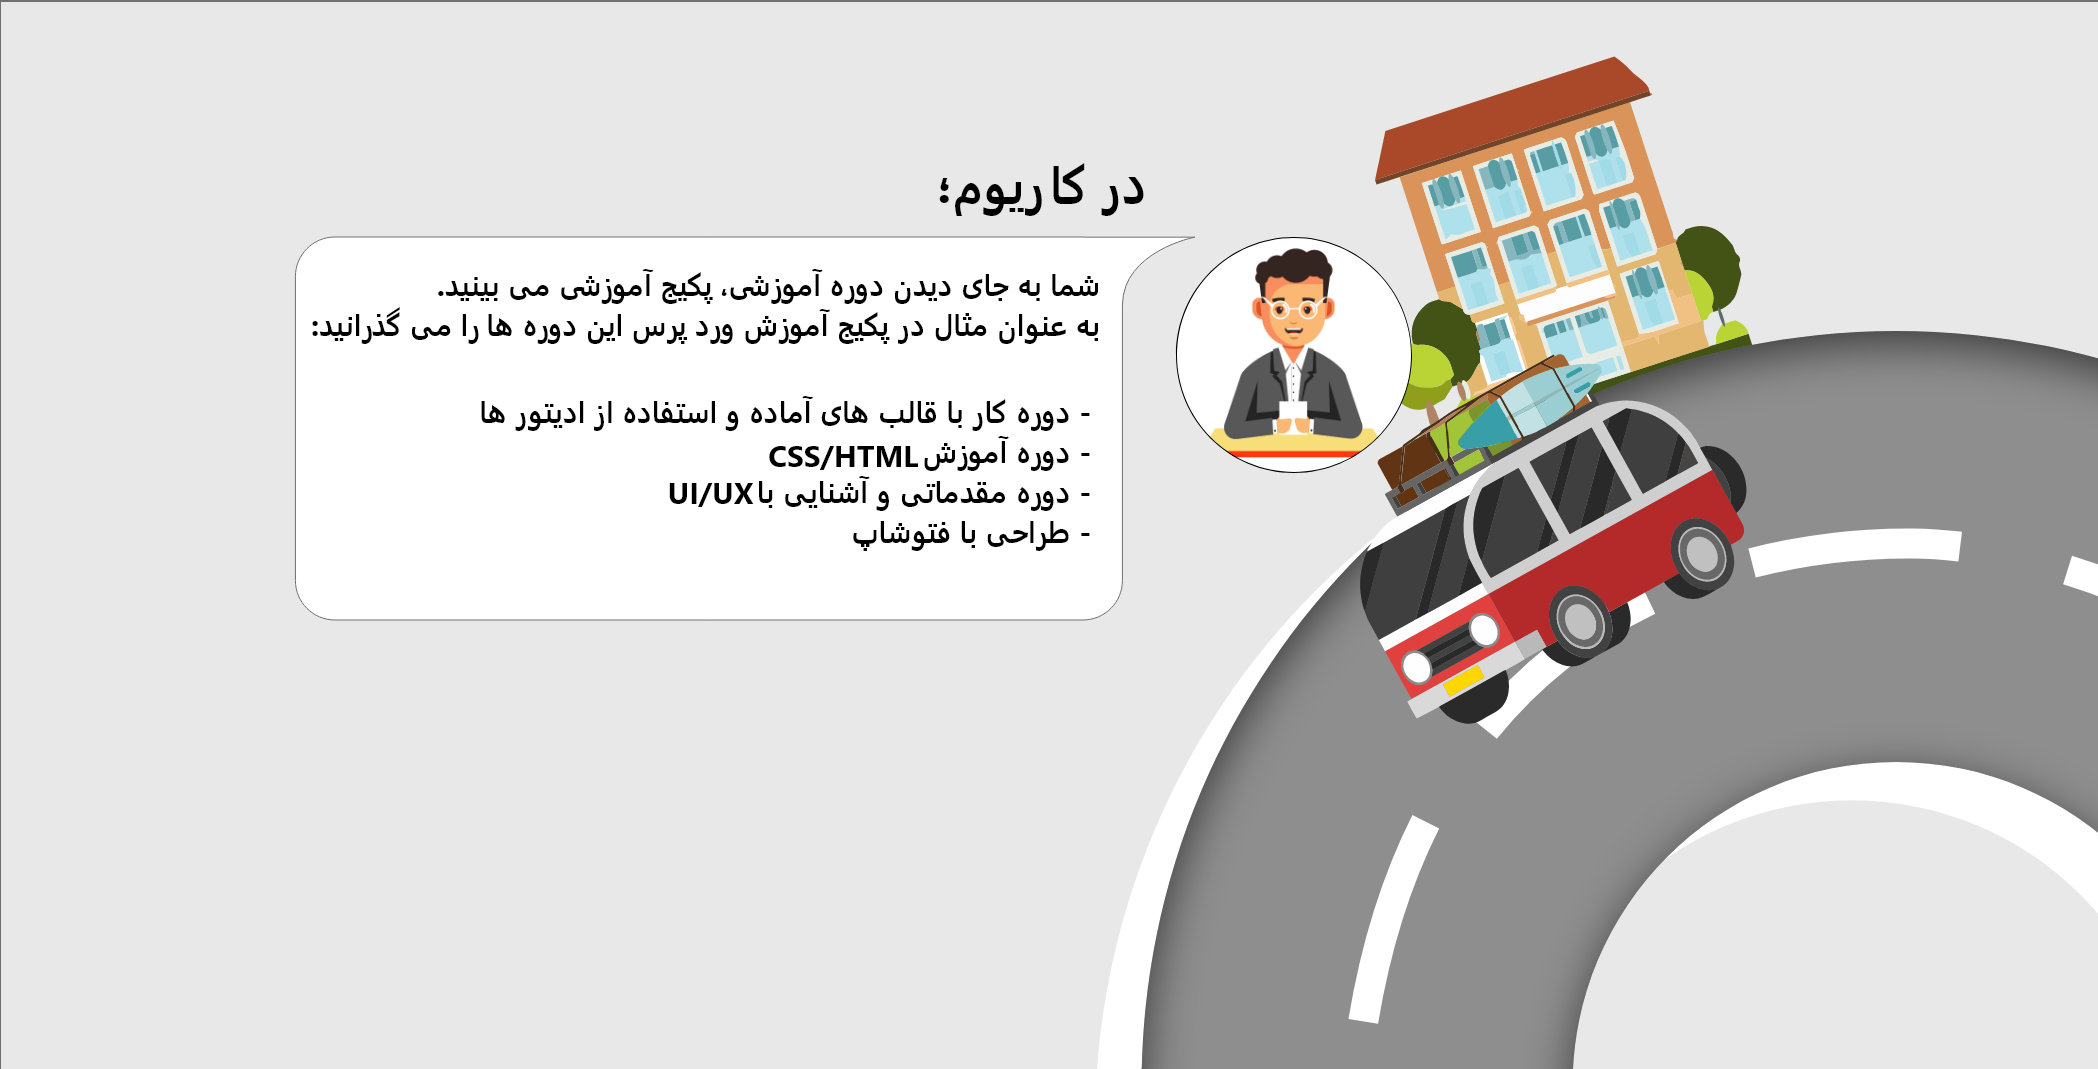 در کاریوم؛
شما به جای دیدن دوره آموزشی، پکیج آموزشی می بینید.
به عنوان مثال در پکیج آموزش ورد پرس این دوره ها را می گذرانید:
- دوره کار با قالب های آماده و استفاده از ادیتور ها
- دوره آموزش CSS/HTML
- دوره مقدماتی و آشنایی با UI/UX
- طراحی با فتوشاپ